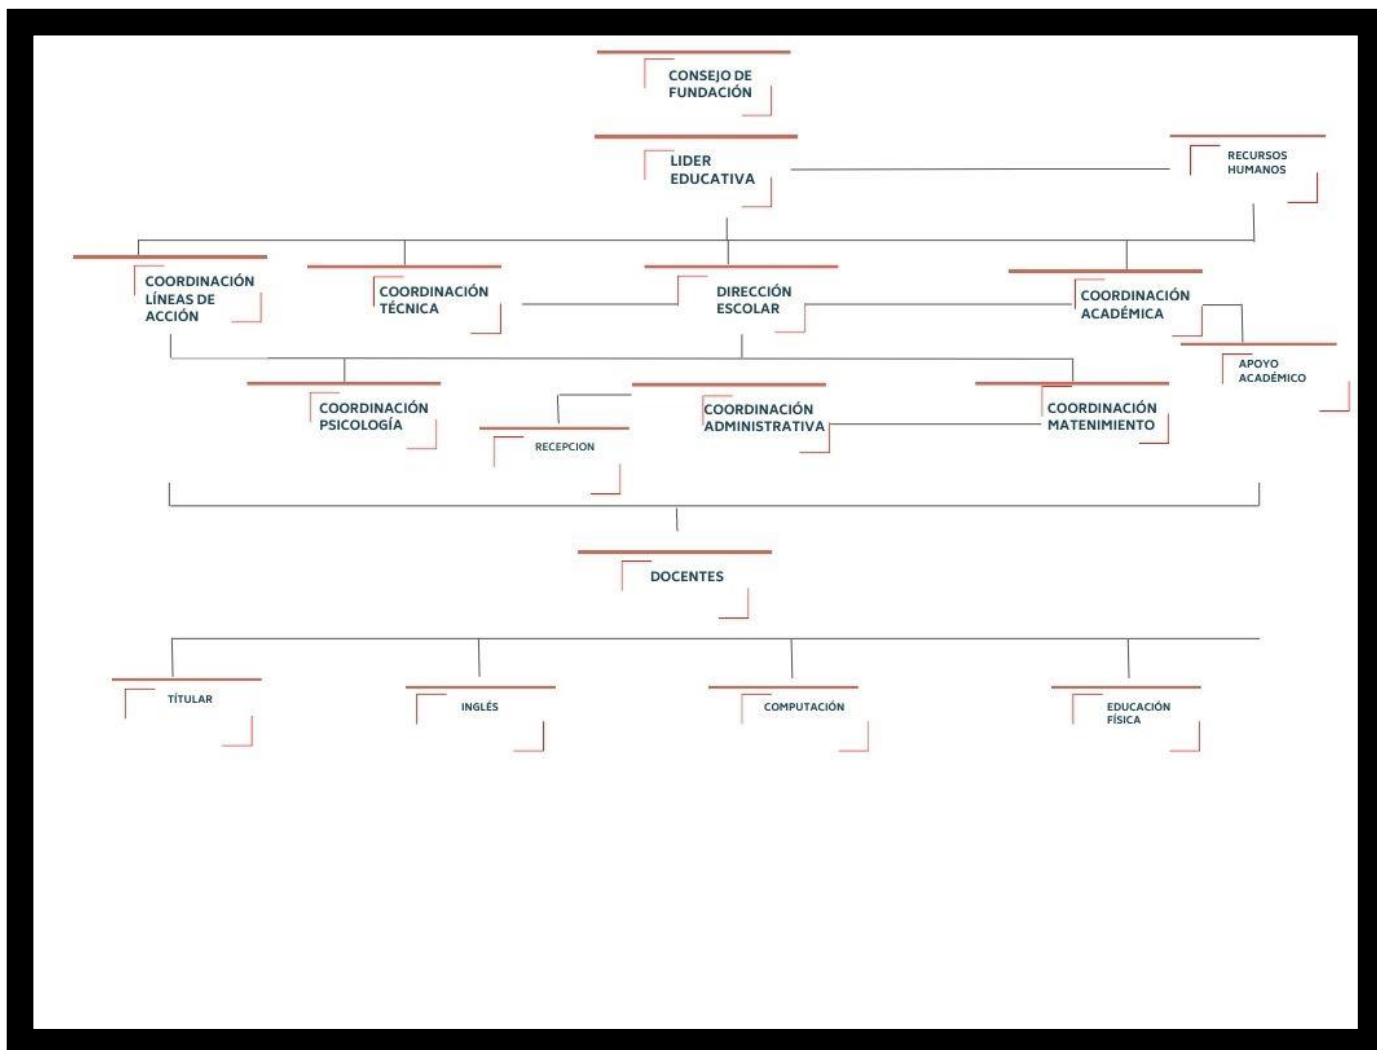 CONSEJO DE
FUNDACIÓN
LIDER
EDUCATIVA
RECURSOS
HUMANOS
COORDINACIÓN
LÍNEAS DE
ACCIÓN
COORDINACIÓN
TÉCNICA
DIRECCIÓN
ESCOLAR
COORDINACIÓN
ACADÉMICA
APOYO
ACADÉMICO
COORDINACIÓN
PSICOLOGÍA
RECEPCION
COORDINACIÓN
ADMINISTRATIVA
COORDINACIÓN
MATENIMIENTO
DOCENTES
TÍTULAR
INGLÉS
COMPUTACIÓN
EDUCACIÓN
FÍSICA